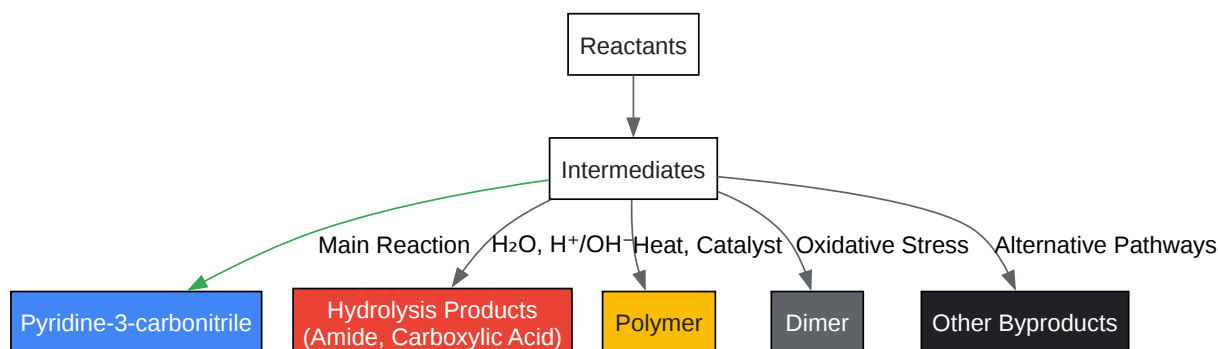 Reactants
Intermediates
Main Reaction
H₂O, H⁺/OH⁻
Heat, Catalyst
Oxidative Stress
Alternative Pathways
Pyridine-3-carbonitrile
Hydrolysis Products
(Amide, Carboxylic Acid)
Polymer
Dimer
Other Byproducts